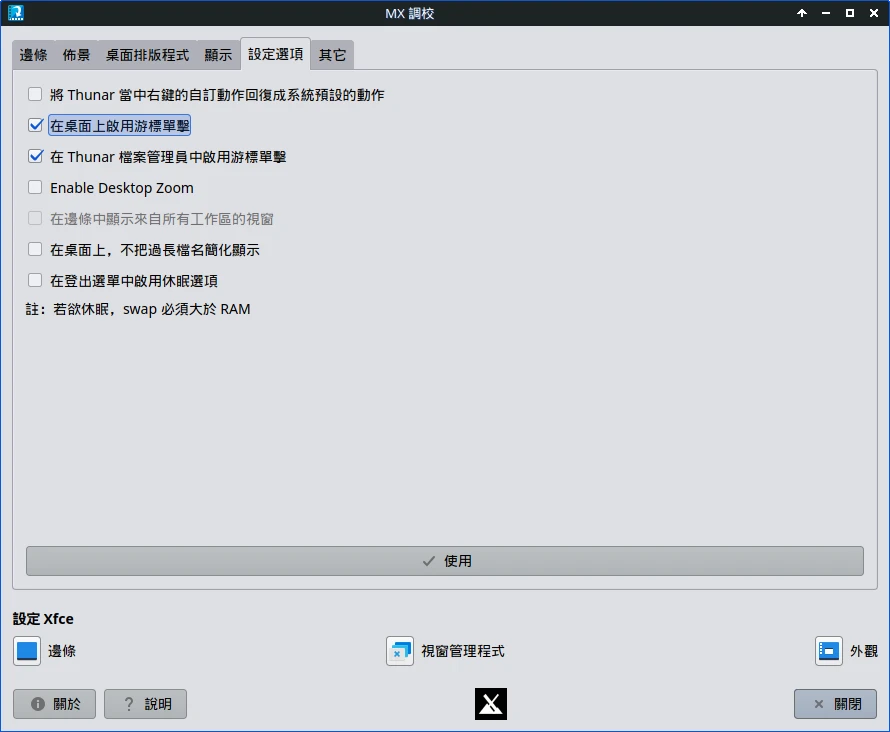 MX 調校
邊條 佈景 桌面排版程式 顯示 設定選項 其它
將 Thunar 當中右鍵的自訂動作回復成系統預設的動作
在桌面上啟用游標單擊
在 Thunar 檔案管理員中啟用游標單擊
Enable Desktop Zoom
在邊條中顯示來自所有工作區的視窗
在桌面上，不把過長檔名簡化顯示
在登出選單中啟用休眠選項
註：若欲休眠，swap 必須大於 RAM
使用
設定 Xfce
邊條 視窗管理程式 外觀
關於 ? 說明 關閉